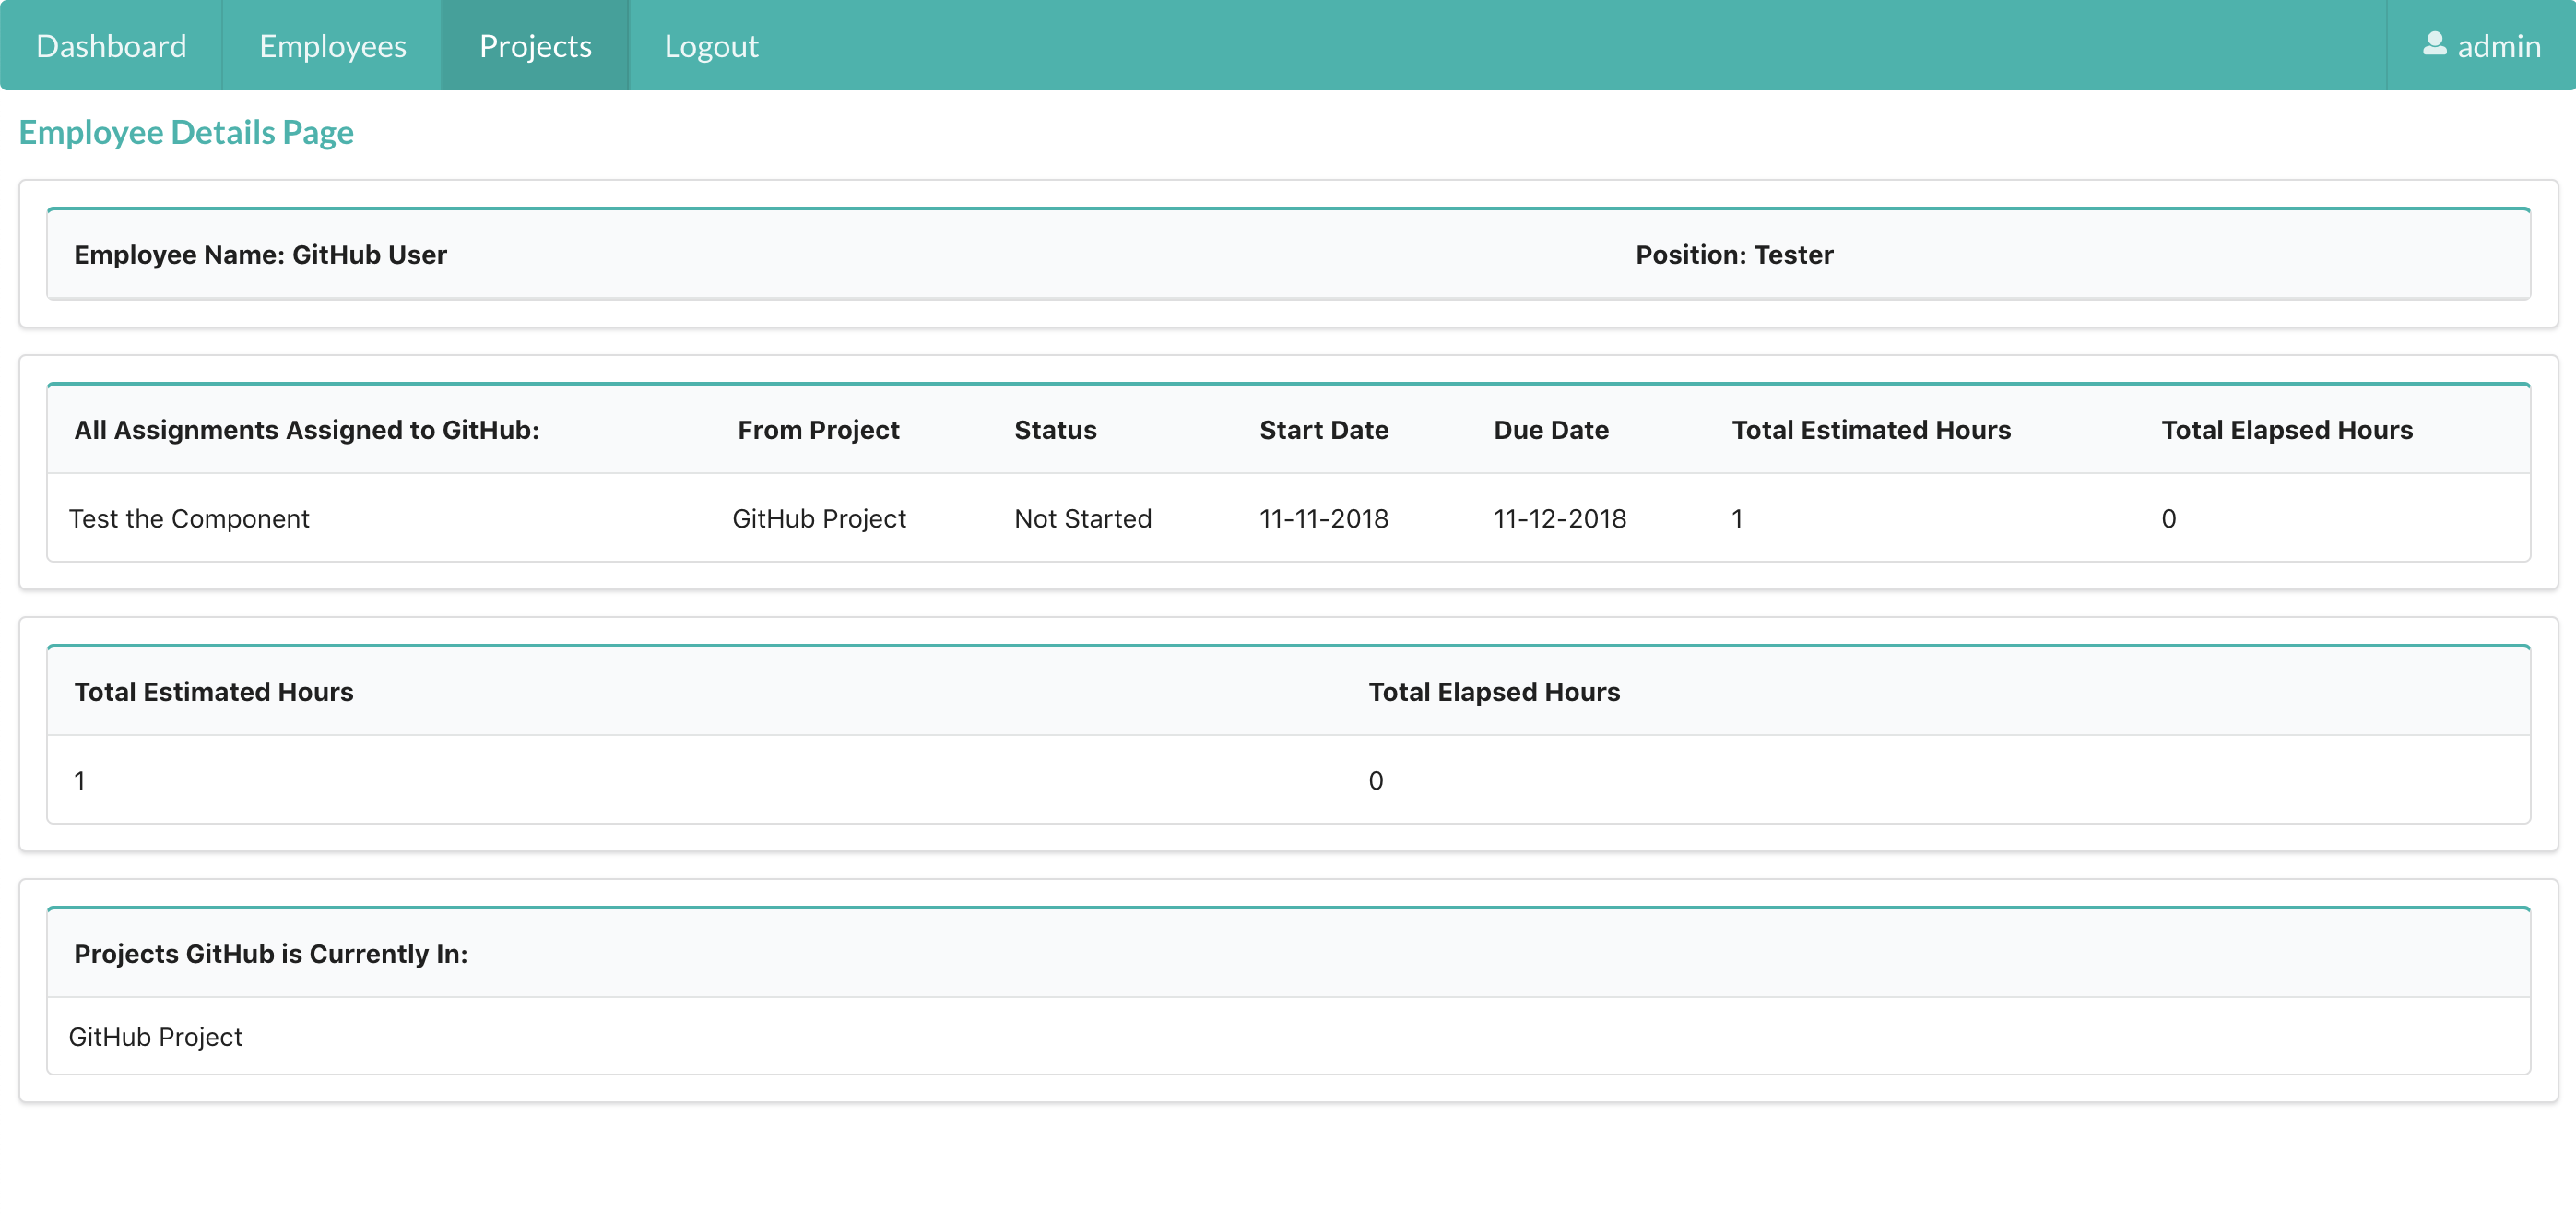 Dashboard Employees Projects Logout admin
Employee Details Page
Employee Name: GitHub User Position: Tester
All Assignments Assigned to GitHub: From Project Status Start Date Due Date Total Estimated Hours Total Elapsed Hours
Test the Component GitHub Project Not Started 11-11-2018 11-12-2018 1 0
Total Estimated Hours Total Elapsed Hours
1 0
Projects GitHub is Currently In:
GitHub Project